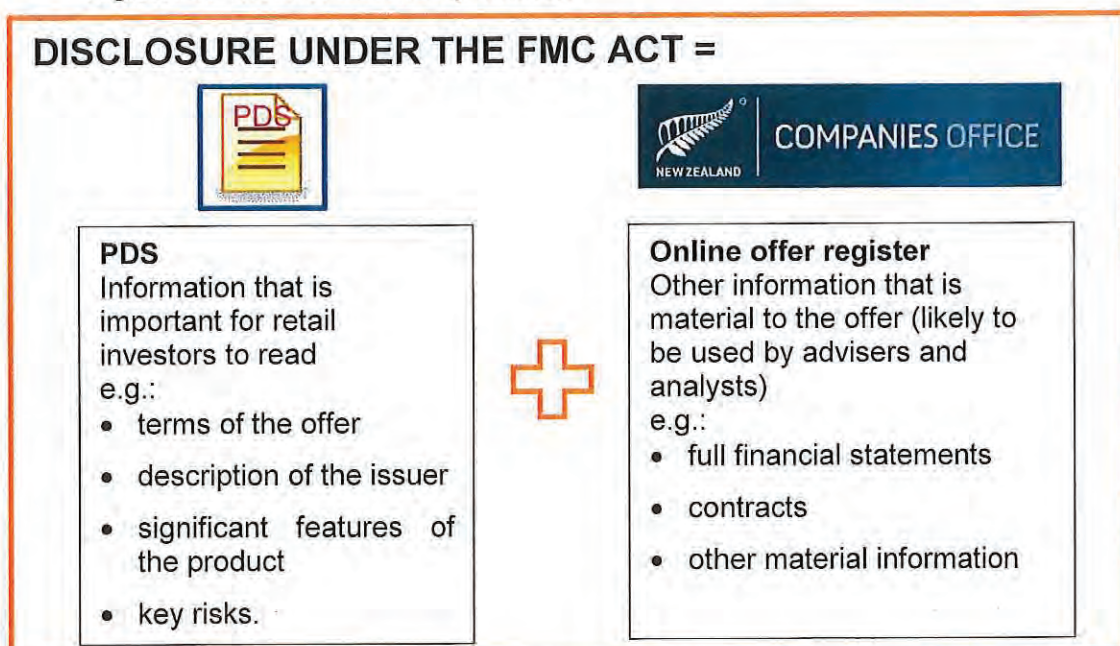 DISCLOSURE UNDER THE FMC ACT =
PDS
NEW ZEALAND
COMPANIES OFFICE
PDS
Information that is
important for retail
investors to read
e.g.:
• terms of the offer
• description of the issuer
• significant features of
the product
• key risks.
Online offer register
Other information that is
material to the offer (likely to
be used by advisers and
analysts)
e.g.:
• full financial statements
• contracts
• other material information